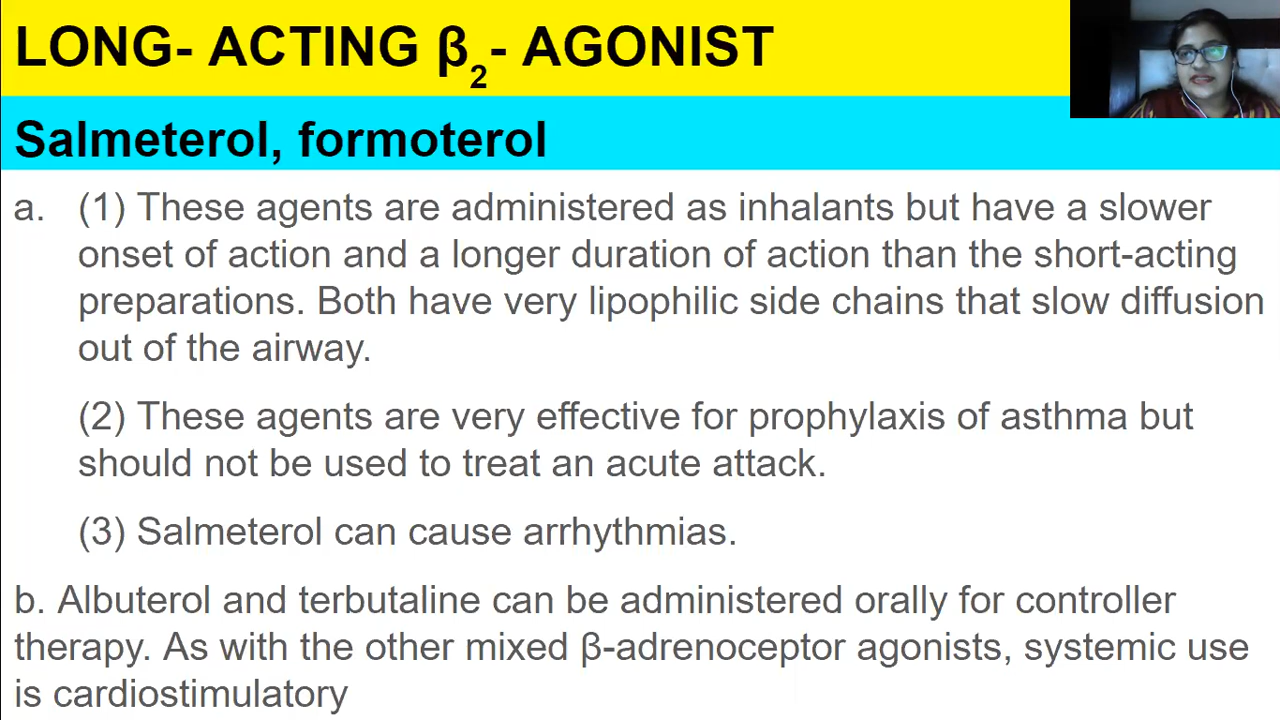 LONG- ACTING β₂- AGONIST
Salmeterol, formoterol
a. (1) These agents are administered as inhalants but have a slower
onset of action and a longer duration of action than the short-acting
preparations. Both have very lipophilic side chains that slow diffusion
out of the airway.
(2) These agents are very effective for prophylaxis of asthma but
should not be used to treat an acute attack.
(3) Salmeterol can cause arrhythmias.
b. Albuterol and terbutaline can be administered orally for controller
therapy. As with the other mixed β-adrenoceptor agonists, systemic use
is cardiostimulatory